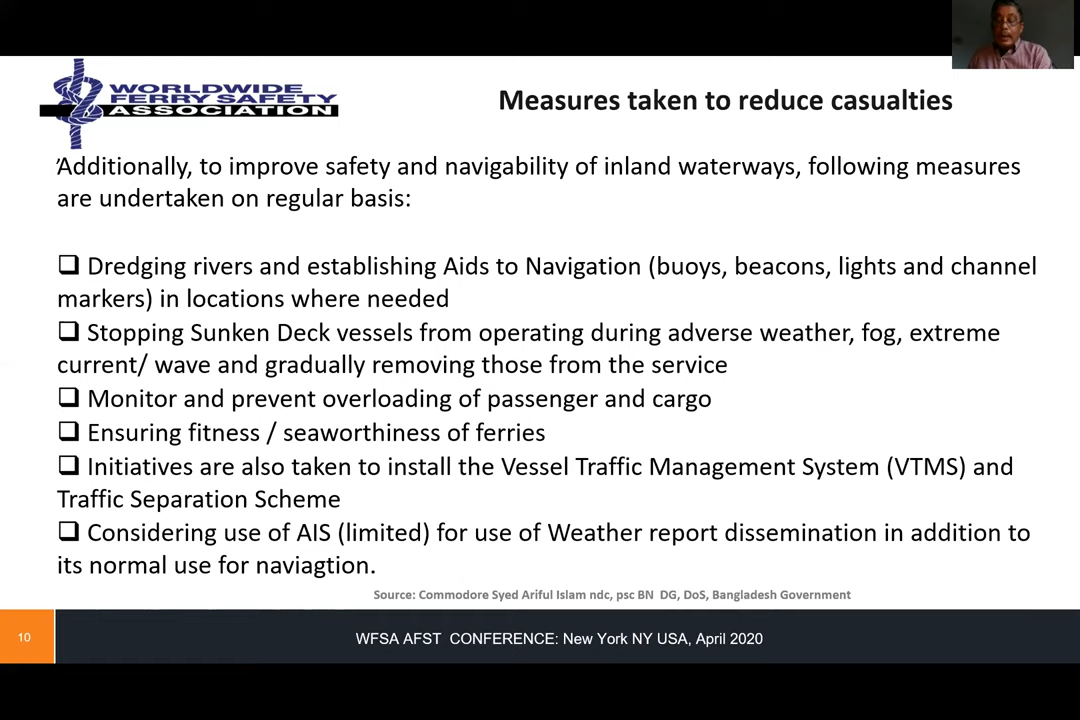 WORLDWIDE
FERRY SAFETY
ASSOCIATION
Measures taken to reduce casualties
‘Additionally, to improve safety and navigability of inland waterways, following measures
are undertaken on regular basis:
❑ Dredging rivers and establishing Aids to Navigation (buoys, beacons, lights and channel
markers) in locations where needed
❑ Stopping Sunken Deck vessels from operating during adverse weather, fog, extreme
current/ wave and gradually removing those from the service
❑ Monitor and prevent overloading of passenger and cargo
❑ Ensuring fitness / seaworthiness of ferries
❑ Initiatives are also taken to install the Vessel Traffic Management System (VTMS) and
Traffic Separation Scheme
❑ Considering use of AIS (limited) for use of Weather report dissemination in addition to
its normal use for naviagtion.
Source: Commodore Syed Ariful Islam ndc, psc BN DG, DoS, Bangladesh Government
10
WFSA AFST CONFERENCE: New York NY USA, April 2020